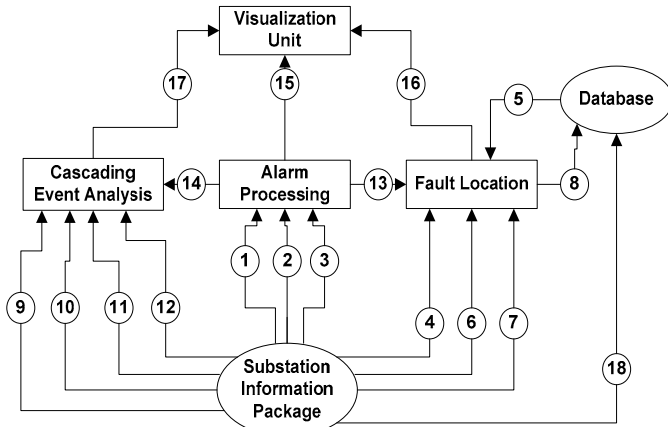 Visualization
Unit
17
15
16
5
Database
Cascading
Event Analysis
14
Alarm
Processing
13
Fault Location
8
1
2
3
9
10
11
12
4
6
7
18
Substation
Information
Package